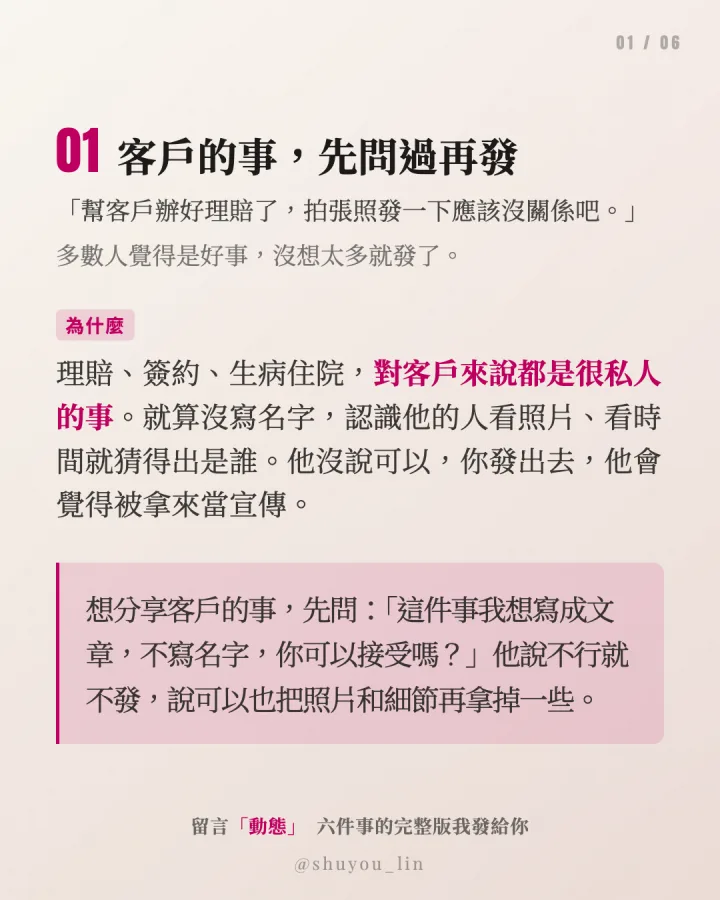 01 / 06
01 客戶的事，先問過再發
「幫客戶辦好理賠了，拍張照發一下應該沒關係吧。」
多數人覺得是好事，沒想太多就發了。
為什麼
理賠、簽約、生病住院，對客戶來說都是很私人
的事。就算沒寫名字，認識他的人看照片、看時
間就猜得出是誰。他沒說可以，你發出去，他會
覺得被拿來當宣傳。
想分享客戶的事，先問：「這件事我想寫成文
章，不寫名字，你可以接受嗎？」他說不行就
不發，說可以也把照片和細節再拿掉一些。
留言「動態」 六件事的完整版我發給你
@shuyou_lin